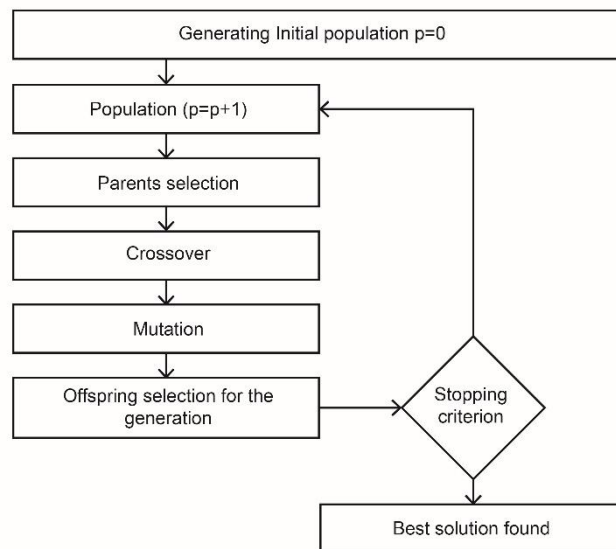 Generating Initial population p=0
Population (p=p+1)
Parents selection
Crossover
Mutation
Offspring selection for the
generation
Stopping
criterion
Best solution found